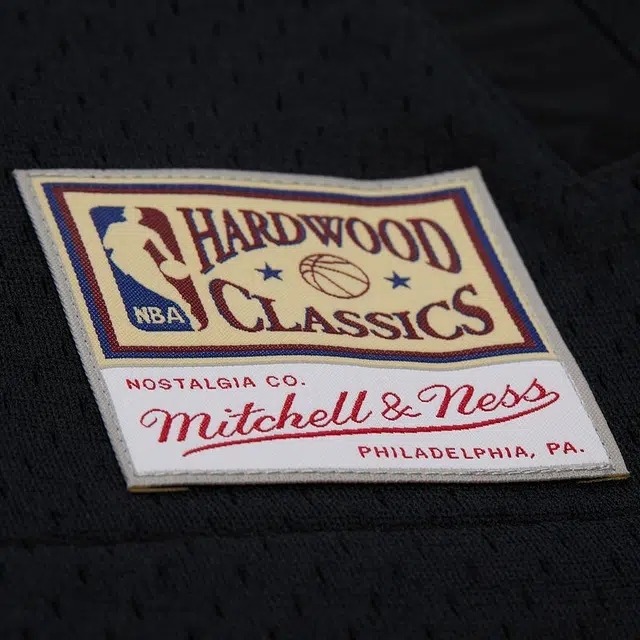 HARDWOOD
CLASSICS
NBA
NOSTALGIA CO.
Mitchell & Ness
PHILADELPHIA, PA.